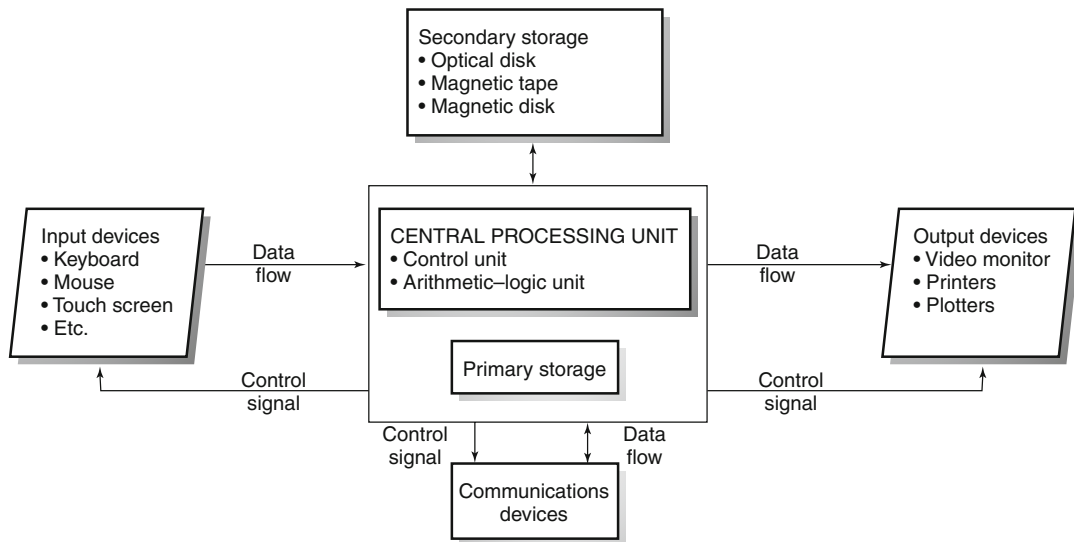 Secondary storage
• Optical disk
• Magnetic tape
• Magnetic disk
Input devices
• Keyboard
• Mouse
• Touch screen
• Etc.
Data
flow
CENTRAL PROCESSING UNIT
• Control unit
• Arithmetic–logic unit
Primary storage
Data
flow
Output devices
• Video monitor
• Printers
• Plotters
Control
signal
Control
signal
Control
signal
Data
flow
Communications
devices